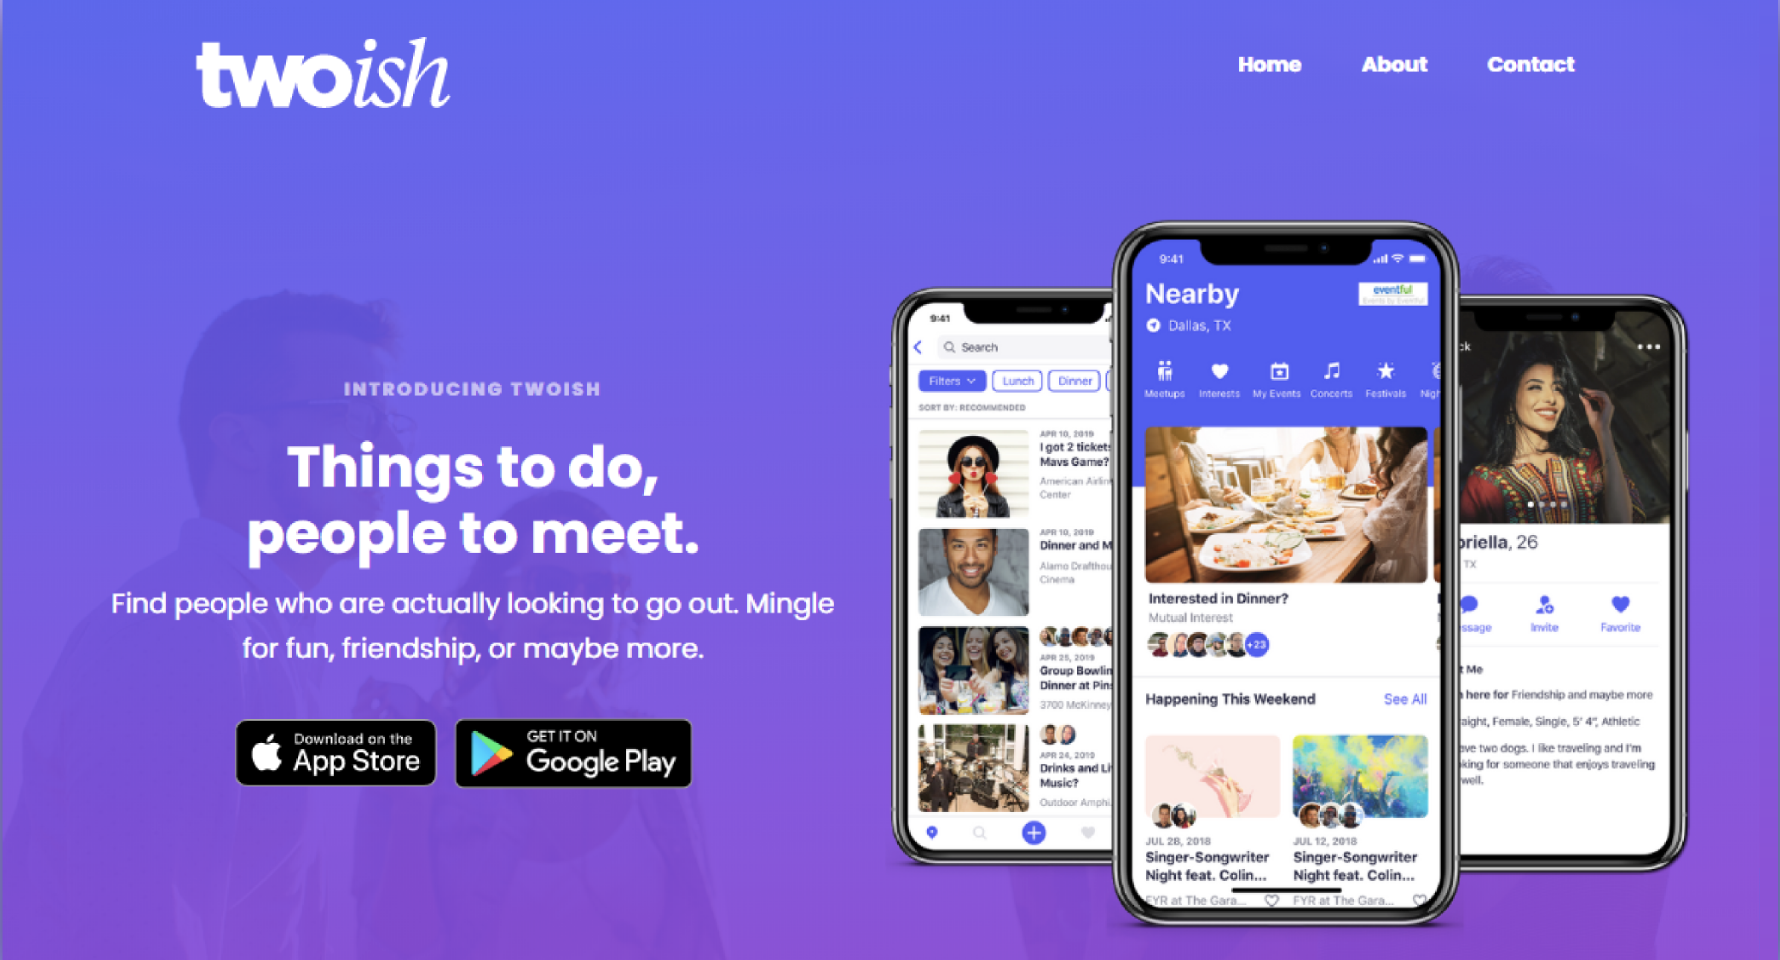 twoish
Home About Contact
INTRODUCING TWOISH
Things to do,
people to meet.
Find people who are actually looking to go out. Mingle
for fun, friendship, or maybe more.
Download on the
App Store
GET IT ON
Google Play
9:41
Search
Filters Lunch Dinner
SORT BY: RECOMMENDED
APR 10, 2019
I got 2 tickets
Mavs Game?
American Airlin
Center
APR 10, 2019
Dinner and M
Alamo Drafthou
Cinema
APR 25, 2019
Group Bowlin
Dinner at Pins
3700 McKinney
APR 24, 2019
Drinks and Li
Music?
Outdoor Amphi
9:41
Nearby
eventful
Events by Eventful
Dallas, TX
Meetups Interests My Events Concerts Festivals Nigh
Interested in Dinner?
Mutual Interest
+23
Happening This Weekend See All
JUL 28, 2018
Singer-Songwriter
Night feat. Colin...
FYR at The Gara...
JUL 12, 2018
Singer-Songwriter
Night feat. Colin...
FYR at The Gara...
ck
briella, 26
TX
ssage Invite Favorite
t Me
here for Friendship and maybe more
aight, Female, Single, 5' 4", Athletic
ave two dogs. I like traveling and I'm
king for someone that enjoys traveling
well.